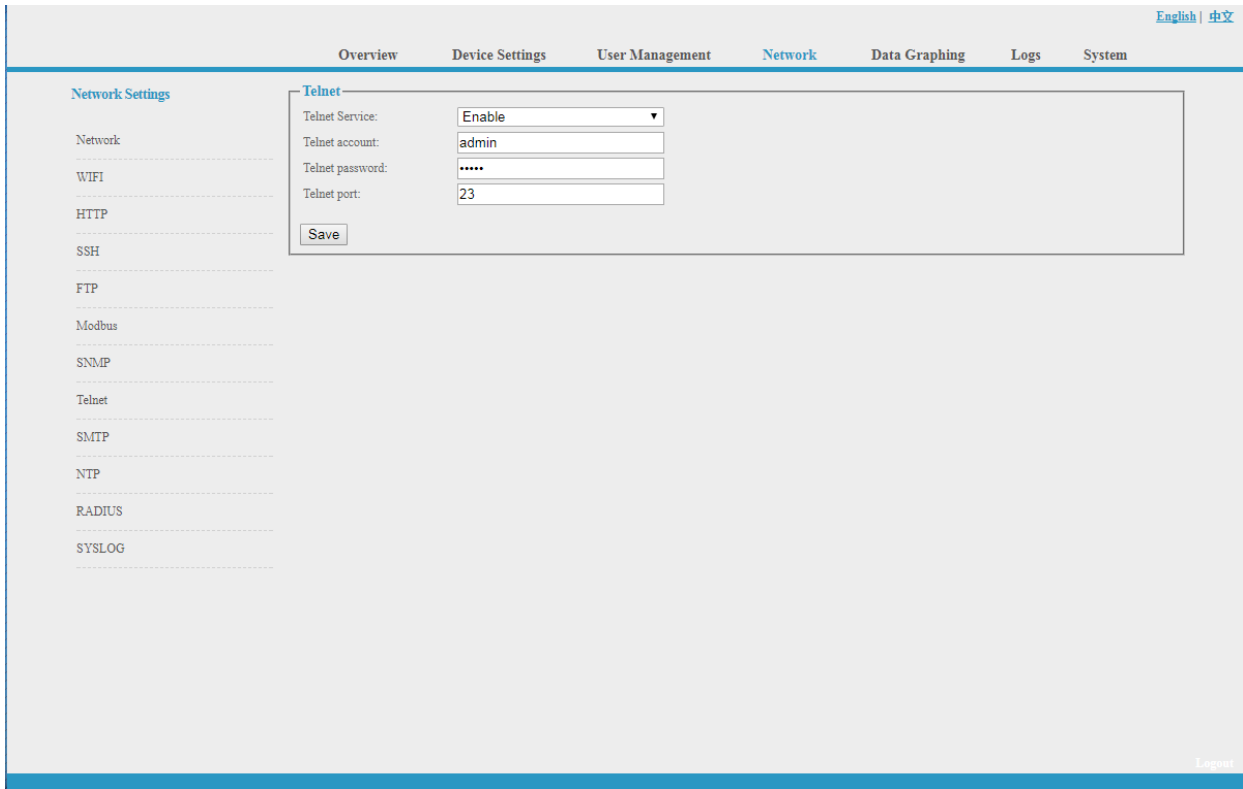 English | 中文
Overview Device Settings User Management Network Data Graphing Logs System
Network Settings
Network
WIFI
HTTP
SSH
FTP
Modbus
SNMP
Telnet
SMTP
NTP
RADIUS
SYSLOG
Telnet
Telnet Service: Enable
Telnet account: admin
Telnet password: •••••
Telnet port: 23
Save
Logout